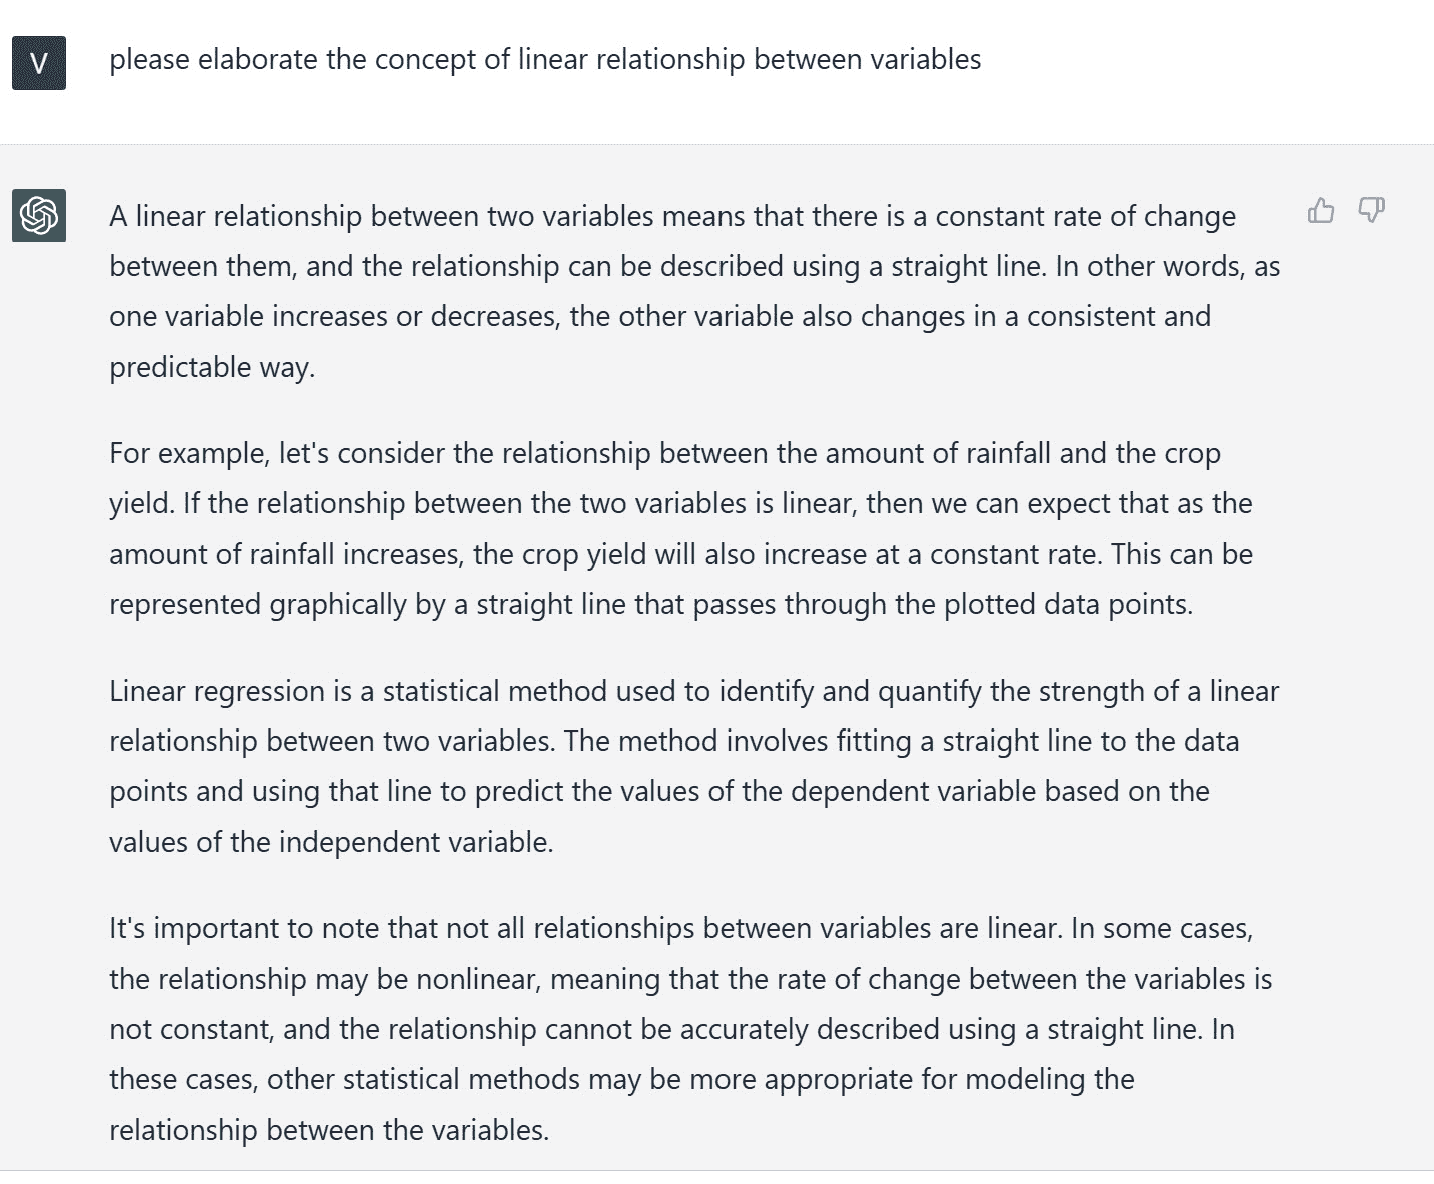 V
please elaborate the concept of linear relationship between variables
A linear relationship between two variables means that there is a constant rate of change
between them, and the relationship can be described using a straight line. In other words, as
one variable increases or decreases, the other variable also changes in a consistent and
predictable way.
For example, let's consider the relationship between the amount of rainfall and the crop
yield. If the relationship between the two variables is linear, then we can expect that as the
amount of rainfall increases, the crop yield will also increase at a constant rate. This can be
represented graphically by a straight line that passes through the plotted data points.
Linear regression is a statistical method used to identify and quantify the strength of a linear
relationship between two variables. The method involves fitting a straight line to the data
points and using that line to predict the values of the dependent variable based on the
values of the independent variable.
It's important to note that not all relationships between variables are linear. In some cases,
the relationship may be nonlinear, meaning that the rate of change between the variables is
not constant, and the relationship cannot be accurately described using a straight line. In
these cases, other statistical methods may be more appropriate for modeling the
relationship between the variables.